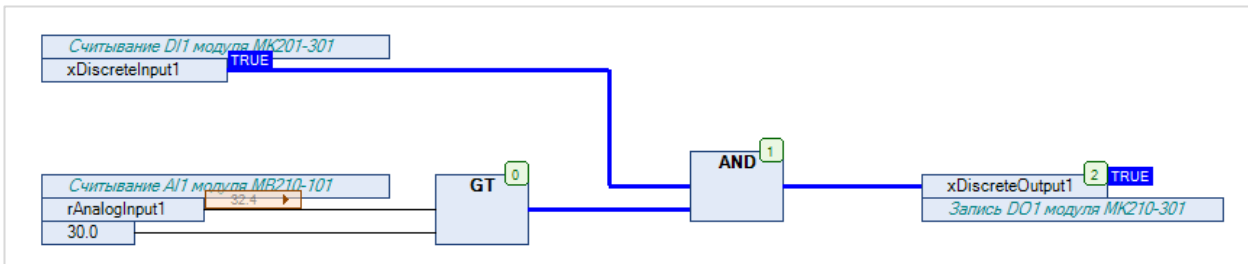 Считывание DI1 модуля МК201-301
xDiscreteInput1
TRUE
Считывание AI1 модуля МВ210-101
rAnalogInput1
32.4
30.0
GT
0
AND
1
xDiscreteOutput1
2
TRUE
Запись DO1 модуля МК210-301